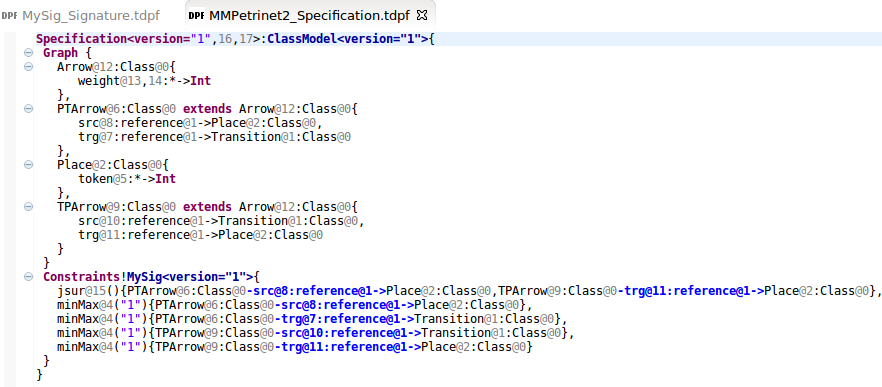 DPF MySig_Signature.tdpf DPF MMPetrinet2_Specification.tdpf
Specification<version="1",16,17>:ClassModel<version="1">{
Graph {
Arrow@12:Class@0{
weight@13,14:*->Int
},
PTArrow@6:Class@0 extends Arrow@12:Class@0{
src@8:reference@1->Place@2:Class@0,
trg@7:reference@1->Transition@1:Class@0
},
Place@2:Class@0{
token@5:*->Int
},
TPArrow@9:Class@0 extends Arrow@12:Class@0{
src@10:reference@1->Transition@1:Class@0,
trg@11:reference@1->Place@2:Class@0
}
}
Constraints!MySig<version="1">{
jsur@15(){PTArrow@6:Class@0-src@8:reference@1->Place@2:Class@0,TPArrow@9:Class@0-trg@11:reference@1->Place@2:Class@0},
minMax@4("1"){PTArrow@6:Class@0-src@8:reference@1->Place@2:Class@0},
minMax@4("1"){PTArrow@6:Class@0-trg@7:reference@1->Transition@1:Class@0},
minMax@4("1"){TPArrow@9:Class@0-src@10:reference@1->Transition@1:Class@0},
minMax@4("1"){TPArrow@9:Class@0-trg@11:reference@1->Place@2:Class@0}
}
}